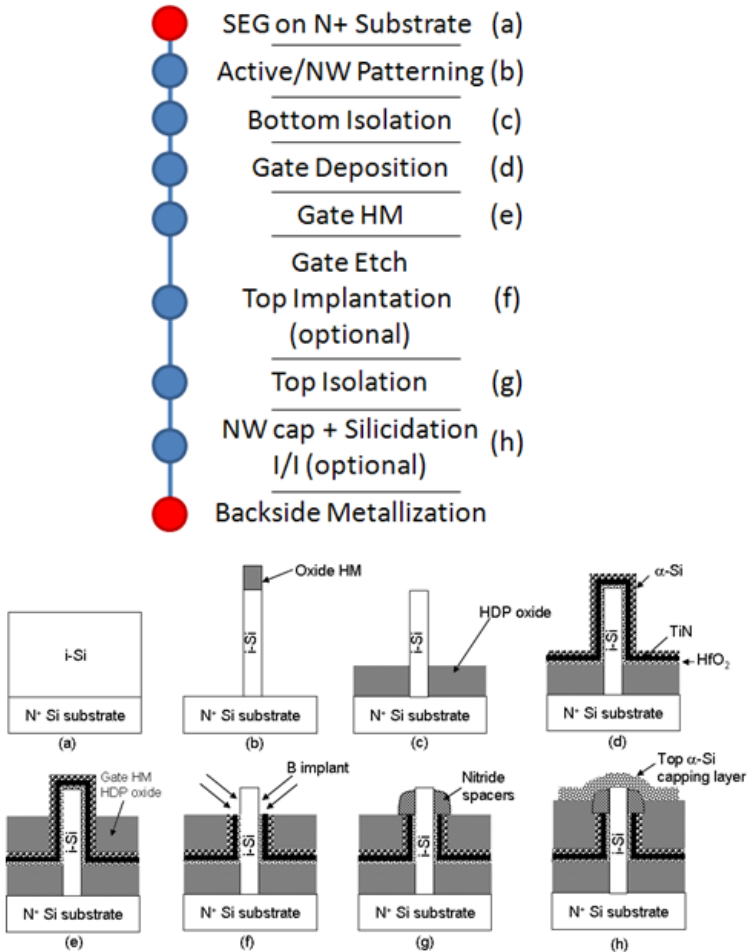 SEG on N+ Substrate (a)
Active/NW Patterning (b)
Bottom Isolation (c)
Gate Deposition (d)
Gate HM (e)
Gate Etch
Top Implantation (f)
(optional)
Top Isolation (g)
NW cap + Silicidation (h)
I/I (optional)
Backside Metallization
i-Si
N+ Si substrate
(a)
Oxide HM
i-Si
N+ Si substrate
(b)
HDP oxide
i-Si
N+ Si substrate
(c)
α-Si
TiN
HfO2
i-Si
N+ Si substrate
(d)
Gate HM
HDP oxide
i-Si
N+ Si substrate
(e)
B implant
i-Si
N+ Si substrate
(f)
Nitride
spacers
i-Si
N+ Si substrate
(g)
Top α-Si
capping layer
i-Si
N+ Si substrate
(h)